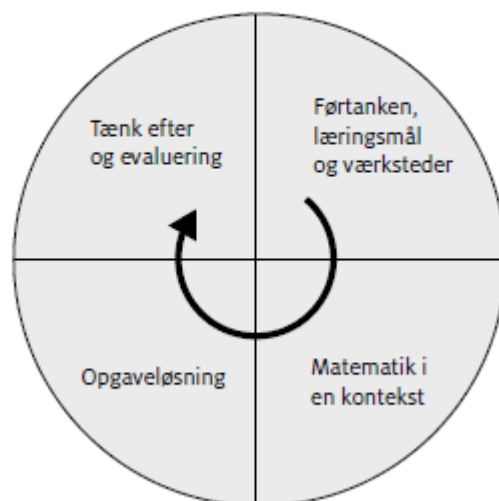 Tænk efter
og evaluering
Førtanken,
læringsmål
og værksteder
Opgaveløsning
Matematik i
en kontekst